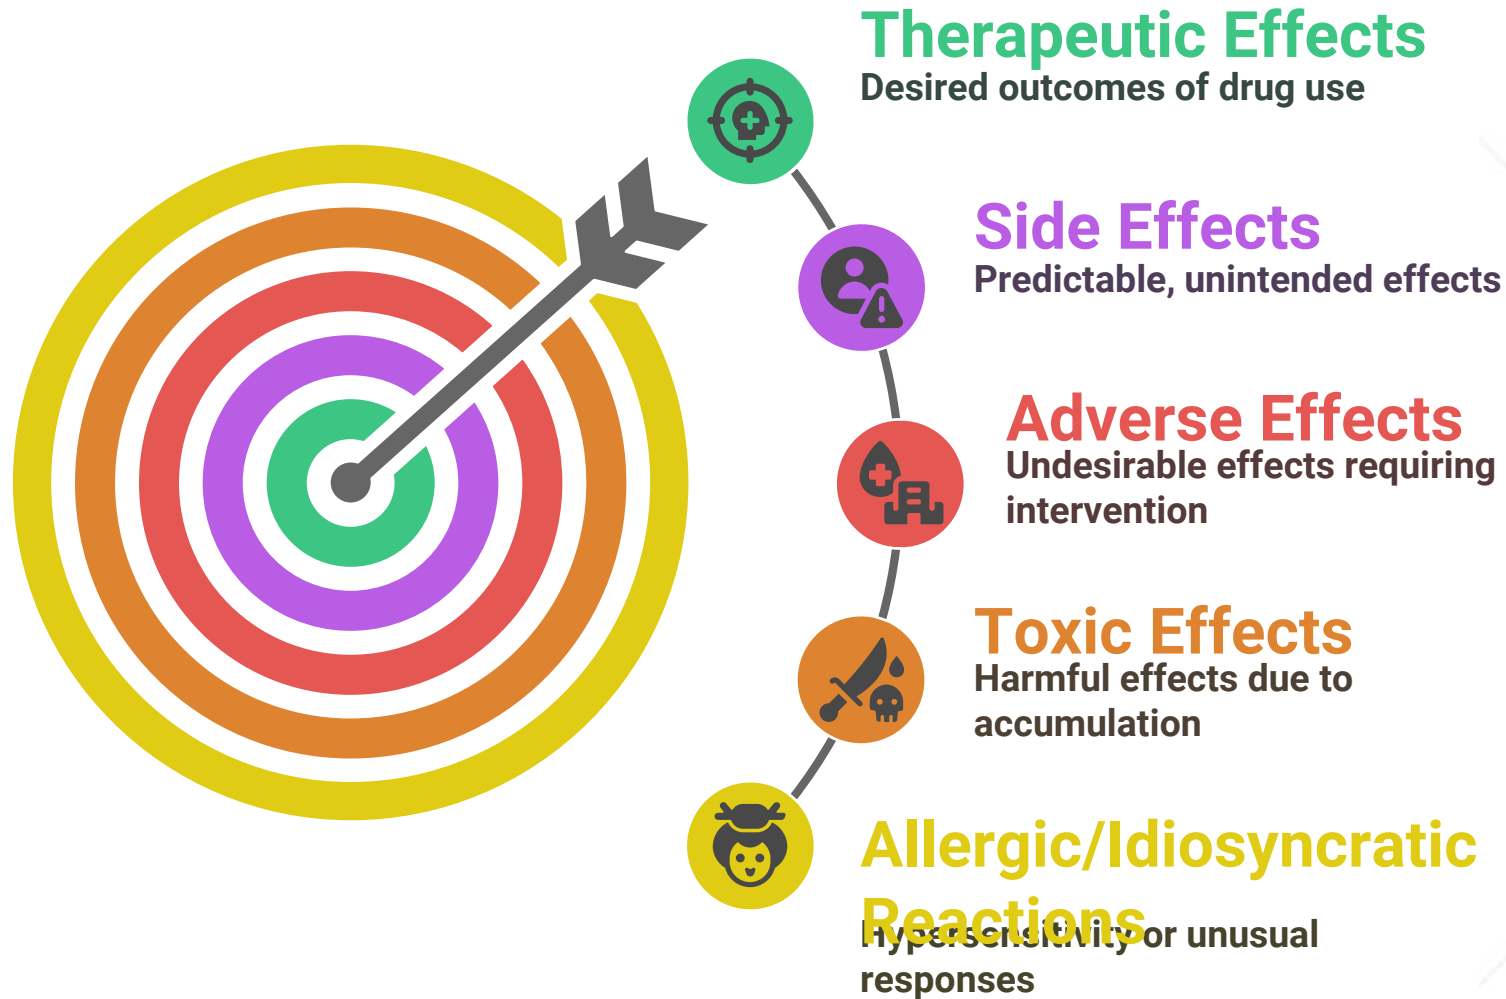 Therapeutic Effects
Desired outcomes of drug use
Side Effects
Predictable, unintended effects
Adverse Effects
Undesirable effects requiring
intervention
Toxic Effects
Harmful effects due to
accumulation
Allergic/Idiosyncratic
Reactions
Hypersensitivity or unusual
responses